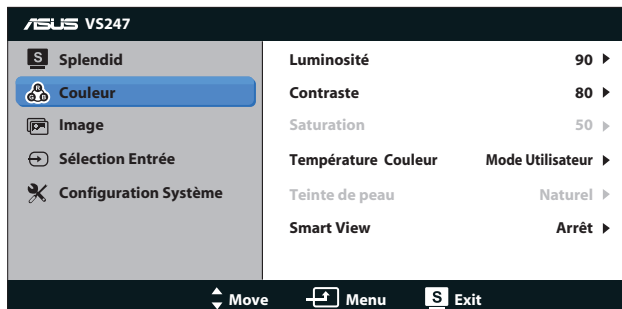 ASUS VS247
S Splendid
R G B Couleur
Image
Sélection Entrée
Configuration Système
Luminosité 90
Contraste 80
Saturation 50
Température Couleur Mode Utilisateur
Teinte de peau Naturel
Smart View Arrêt
Move Menu S Exit